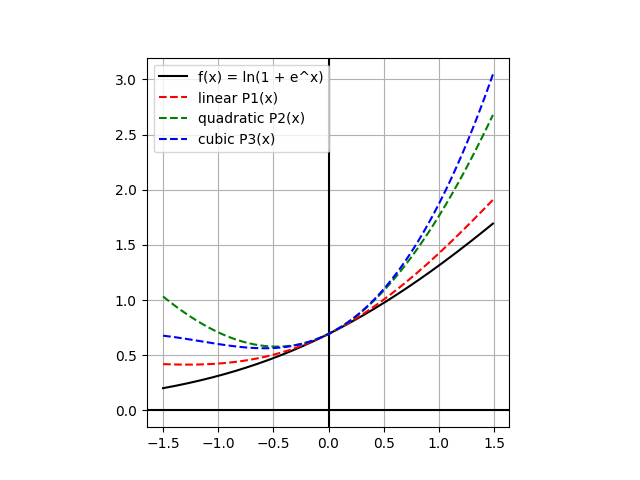 f(x) = ln(1 + e^x)
linear P1(x)
quadratic P2(x)
cubic P3(x)
3.0
2.5
2.0
1.5
1.0
0.5
0.0
−1.5 −1.0 −0.5 0.0 0.5 1.0 1.5